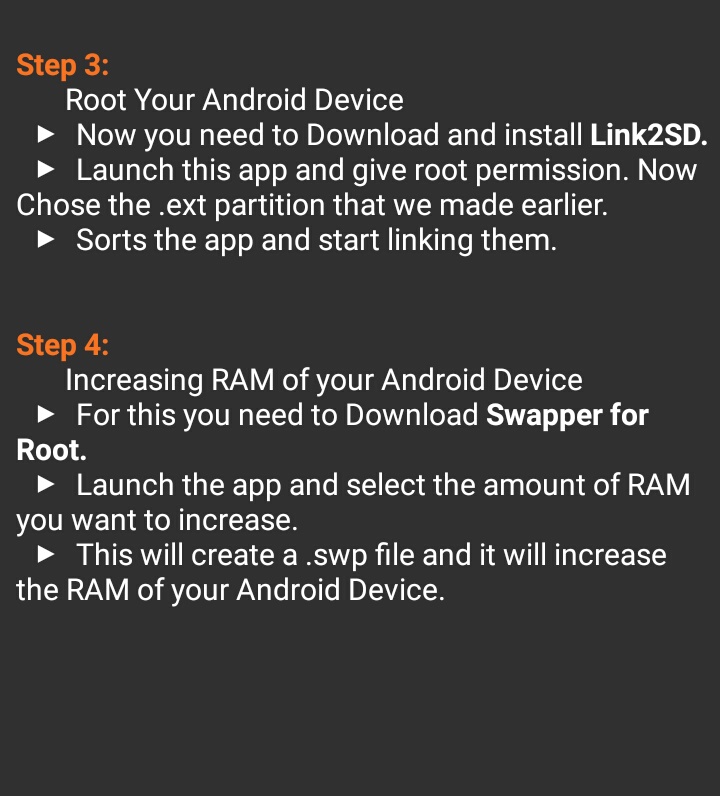 Step 3:
Root Your Android Device
► Now you need to Download and install Link2SD.
► Launch this app and give root permission. Now
Chose the .ext partition that we made earlier.
► Sorts the app and start linking them.
Step 4:
Increasing RAM of your Android Device
► For this you need to Download Swapper for
Root.
► Launch the app and select the amount of RAM
you want to increase.
► This will create a .swp file and it will increase
the RAM of your Android Device.